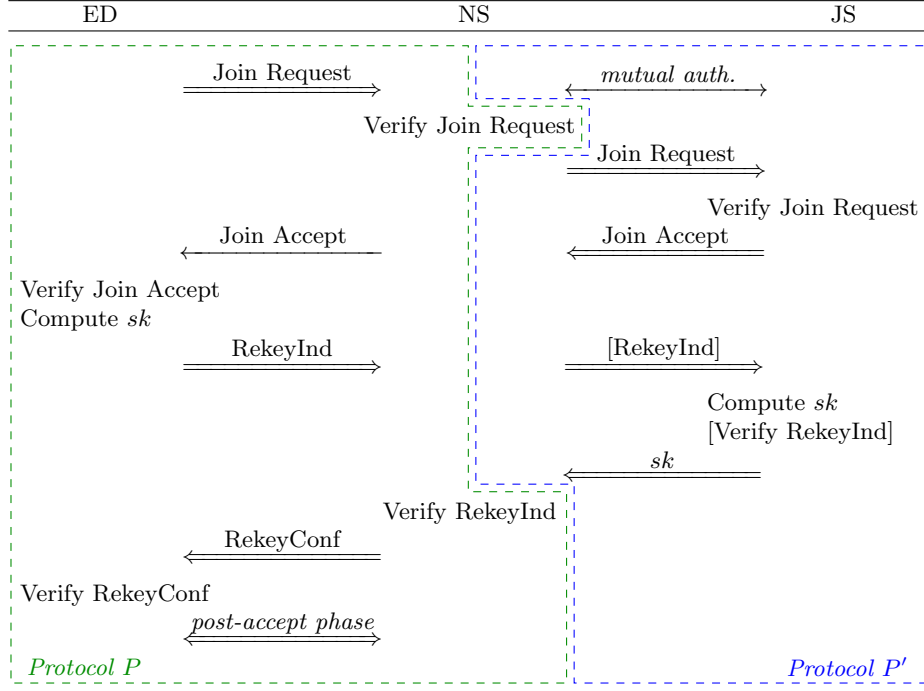 ED NS JS
Join Request mutual auth.
Verify Join Request
Join Request
Verify Join Request
Join Accept Join Accept
Verify Join Accept
Compute sk
RekeyInd [RekeyInd]
Compute sk
[Verify RekeyInd]
sk
Verify RekeyInd
RekeyConf
Verify RekeyConf
post-accept phase
Protocol P Protocol P′